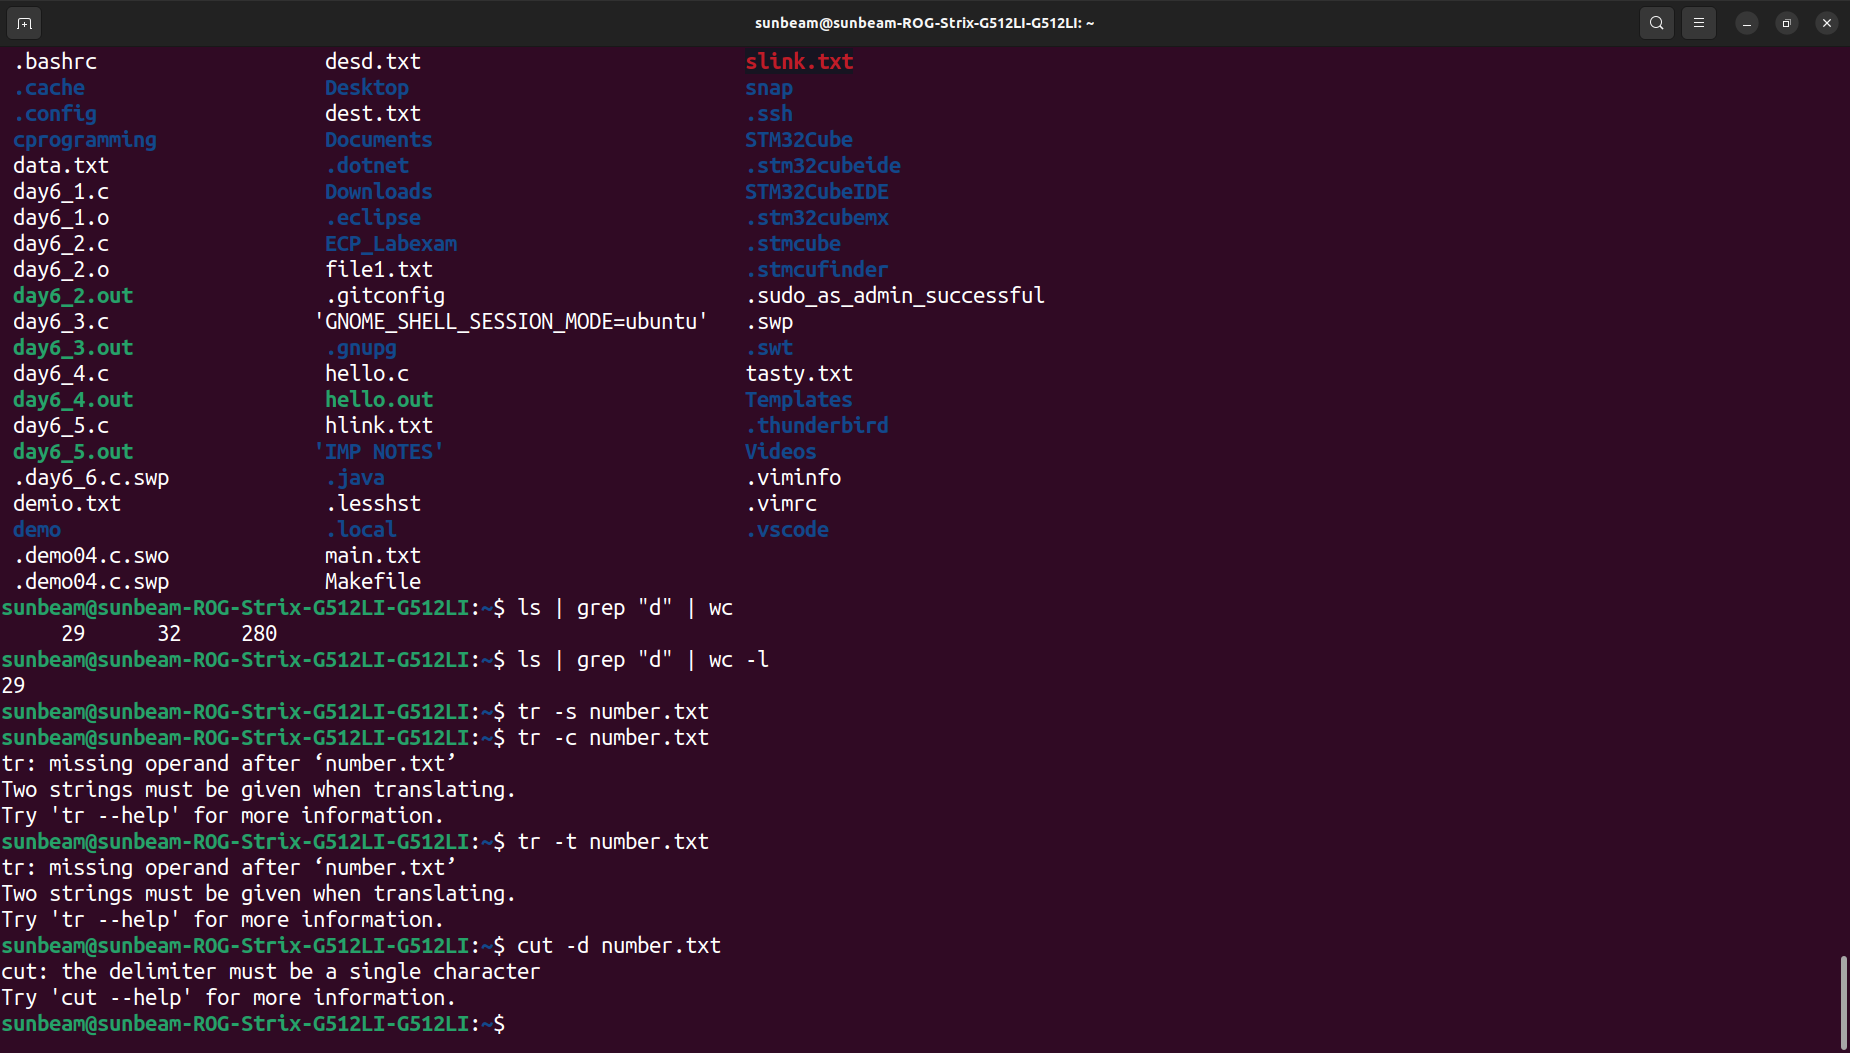 sunbeam@sunbeam-ROG-Strix-G512LI-G512LI: ~
.bashrc desd.txt slink.txt
.cache Desktop snap
.config dest.txt .ssh
cprogramming Documents STM32Cube
data.txt .dotnet .stm32cubeide
day6_1.c Downloads STM32CubeIDE
day6_1.o .eclipse .stm32cubemx
day6_2.c ECP_Labexam .stmcube
day6_2.o file1.txt .stmcufinder
day6_2.out .gitconfig .sudo_as_admin_successful
day6_3.c 'GNOME_SHELL_SESSION_MODE=ubuntu' .swp
day6_3.out .gnupg .swt
day6_4.c hello.c tasty.txt
day6_4.out hello.out Templates
day6_5.c hlink.txt .thunderbird
day6_5.out 'IMP NOTES' Videos
.day6_6.c.swp .java .viminfo
demio.txt .lesshst .vimrc
demo .local .vscode
.demo04.c.swo main.txt
.demo04.c.swp Makefile
sunbeam@sunbeam-ROG-Strix-G512LI-G512LI:~$ ls | grep "d" | wc
29 32 280
sunbeam@sunbeam-ROG-Strix-G512LI-G512LI:~$ ls | grep "d" | wc -l
29
sunbeam@sunbeam-ROG-Strix-G512LI-G512LI:~$ tr -s number.txt
sunbeam@sunbeam-ROG-Strix-G512LI-G512LI:~$ tr -c number.txt
tr: missing operand after ‘number.txt’
Two strings must be given when translating.
Try 'tr --help' for more information.
sunbeam@sunbeam-ROG-Strix-G512LI-G512LI:~$ tr -t number.txt
tr: missing operand after ‘number.txt’
Two strings must be given when translating.
Try 'tr --help' for more information.
sunbeam@sunbeam-ROG-Strix-G512LI-G512LI:~$ cut -d number.txt
cut: the delimiter must be a single character
Try 'cut --help' for more information.
sunbeam@sunbeam-ROG-Strix-G512LI-G512LI:~$